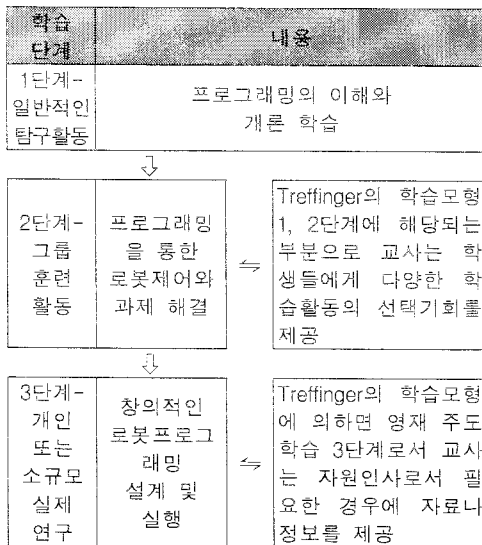 학습
단계
내용
1단계-
일반적인
탐구활동
프로그래밍의 이해와
개론 학습
2단계-
그룹
훈련
활동
프로그래밍
을 통한
로봇제어와
과제 해결
Treffinger의 학습모형
1, 2단계에 해당되는
부분으로 교사는 학
생들에게 다양한 학
습활동의 선택기회를
제공
3단계-
개인
또는
소규모
실제
연구
창의적인
로봇프로그
래밍
설계 및
실행
Treffinger의 학습모형
에 의하면 영재 주도
학습 3단계로서 교사
는 자원인사로서 필
요한 경우에 자료나
정보를 제공